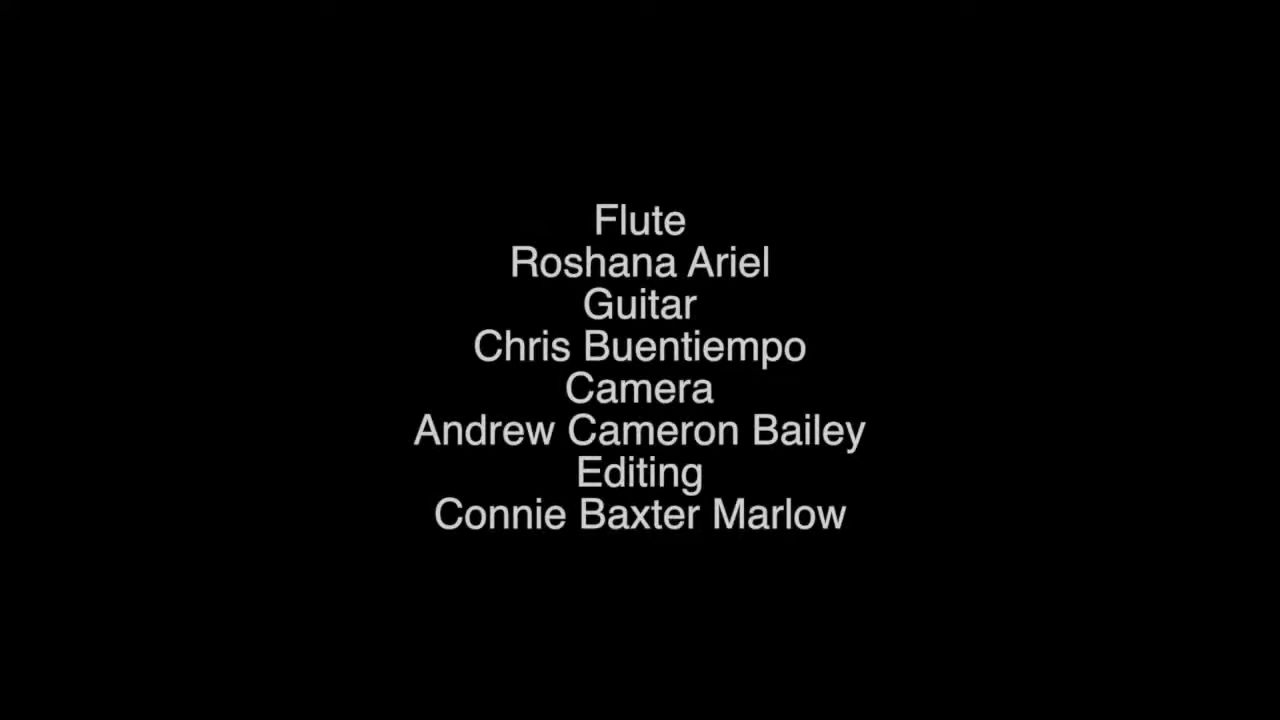 Flute
Roshana Ariel
Guitar
Chris Buentiempo
Camera
Andrew Cameron Bailey
Editing
Connie Baxter Marlow